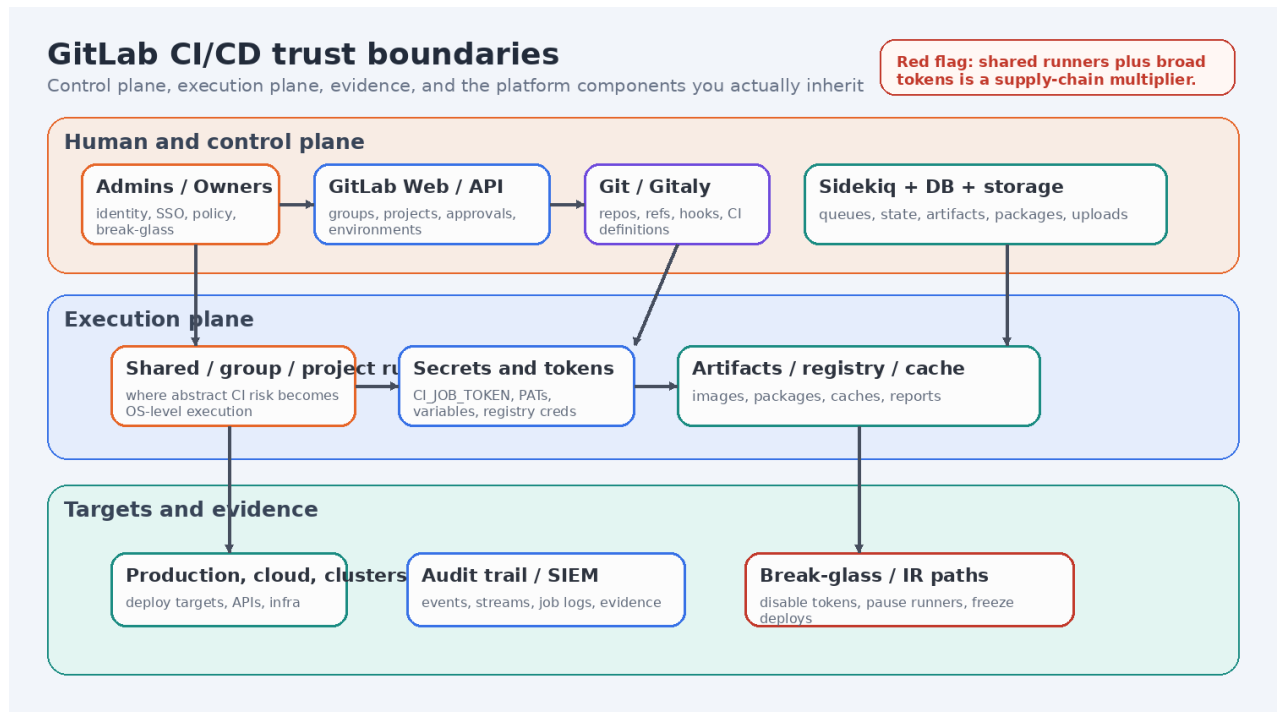 GitLab CI/CD trust boundaries
Control plane, execution plane, evidence, and the platform components you actually inherit
Red flag: shared runners plus broad
tokens is a supply-chain multiplier.
Human and control plane
Admins / Owners
identity, SSO, policy,
break-glass
GitLab Web / API
groups, projects, approvals,
environments
Git / Gitaly
repos, refs, hooks, CI
definitions
Sidekiq + DB + storage
queues, state, artifacts, packages, uploads
Execution plane
Shared / group / project
where abstract CI risk becomes
OS-level execution
Secrets and tokens
CI_JOB_TOKEN, PATs,
variables, registry creds
Artifacts / registry / cache
images, packages, caches, reports
Targets and evidence
Production, cloud, clusters
deploy targets, APIs, infra
Audit trail / SIEM
events, streams, job logs, evidence
Break-glass / IR paths
disable tokens, pause runners, freeze
deploys